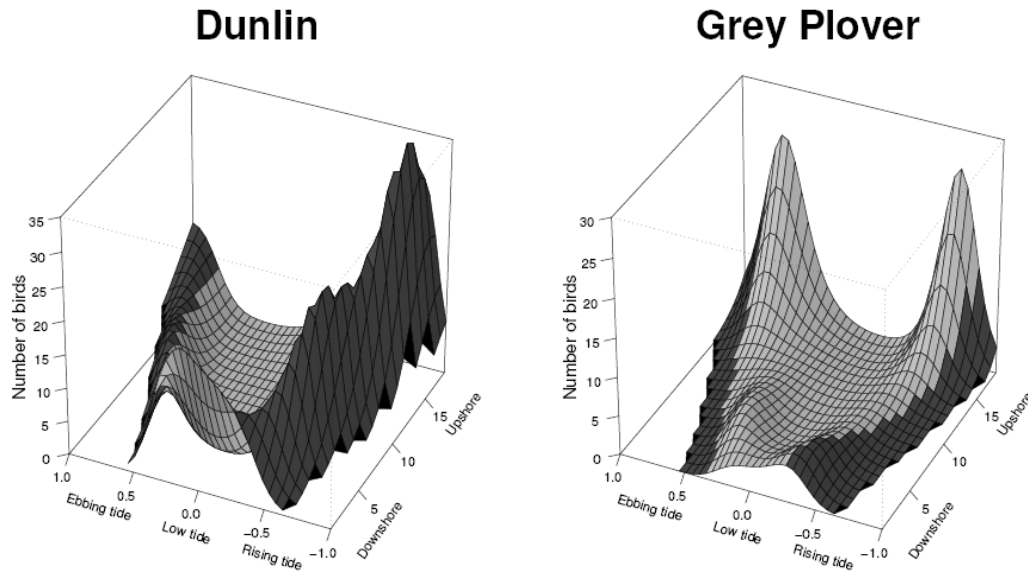 Dunlin
Number of birds
35
30
25
20
15
10
5
0
1.0
0.5
0.0
−0.5
−1.0
Ebbing tide
Low tide
Rising tide
5
10
15
Downshore
Upshore
Grey Plover
Number of birds
30
25
20
15
10
5
0
1.0
0.5
0.0
−0.5
−1.0
Ebbing tide
Low tide
Rising tide
5
10
15
Downshore
Upshore